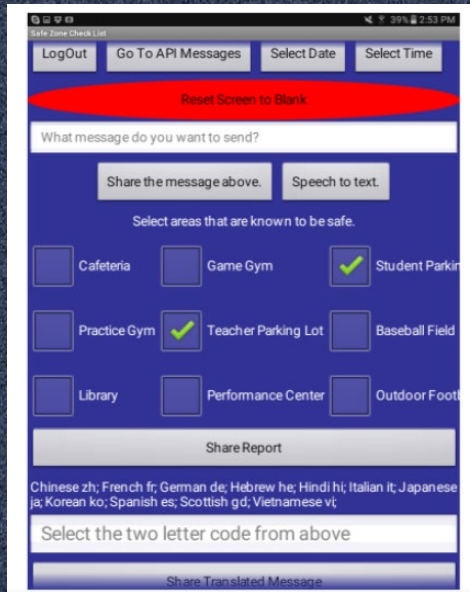 39% 2:53 PM
Safe Zone Check List
LogOut Go To API Messages Select Date Select Time
Reset Screen to Blank
What message do you want to send?
Share the message above. Speech to text.
Select areas that are known to be safe.
Cafeteria Game Gym Student Parkin
Practice Gym Teacher Parking Lot Baseball Field
Library Performance Center Outdoor Footl
Share Report
Chinese zh; French fr; German de; Hebrew he; Hindi hi; Italian it; Japanese
ja; Korean ko; Spanish es; Scottish gd; Vietnamese vi;
Select the two letter code from above
Share Translated Message